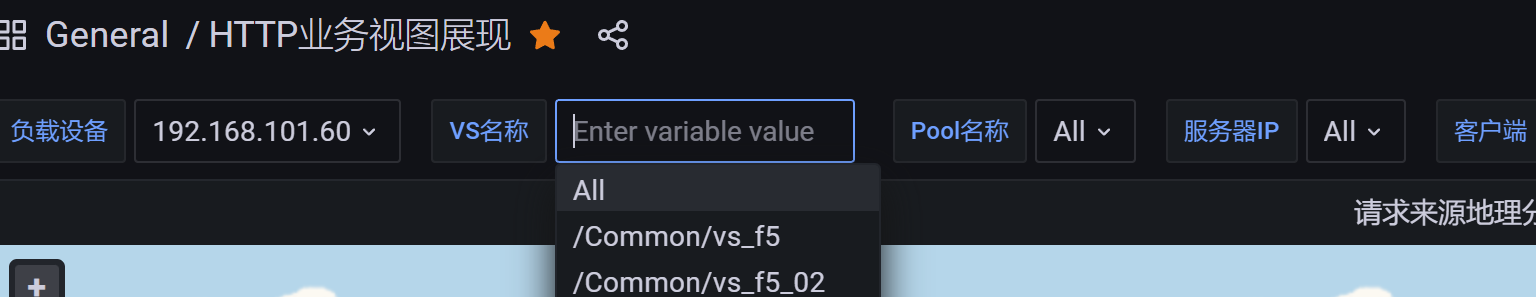 General / HTTP业务视图展现
负载设备 192.168.101.60 VS名称 Enter variable value Pool名称 All 服务器IP All 客户端
All
请求来源地理
/Common/vs_f5
/Common/vs_f5_02